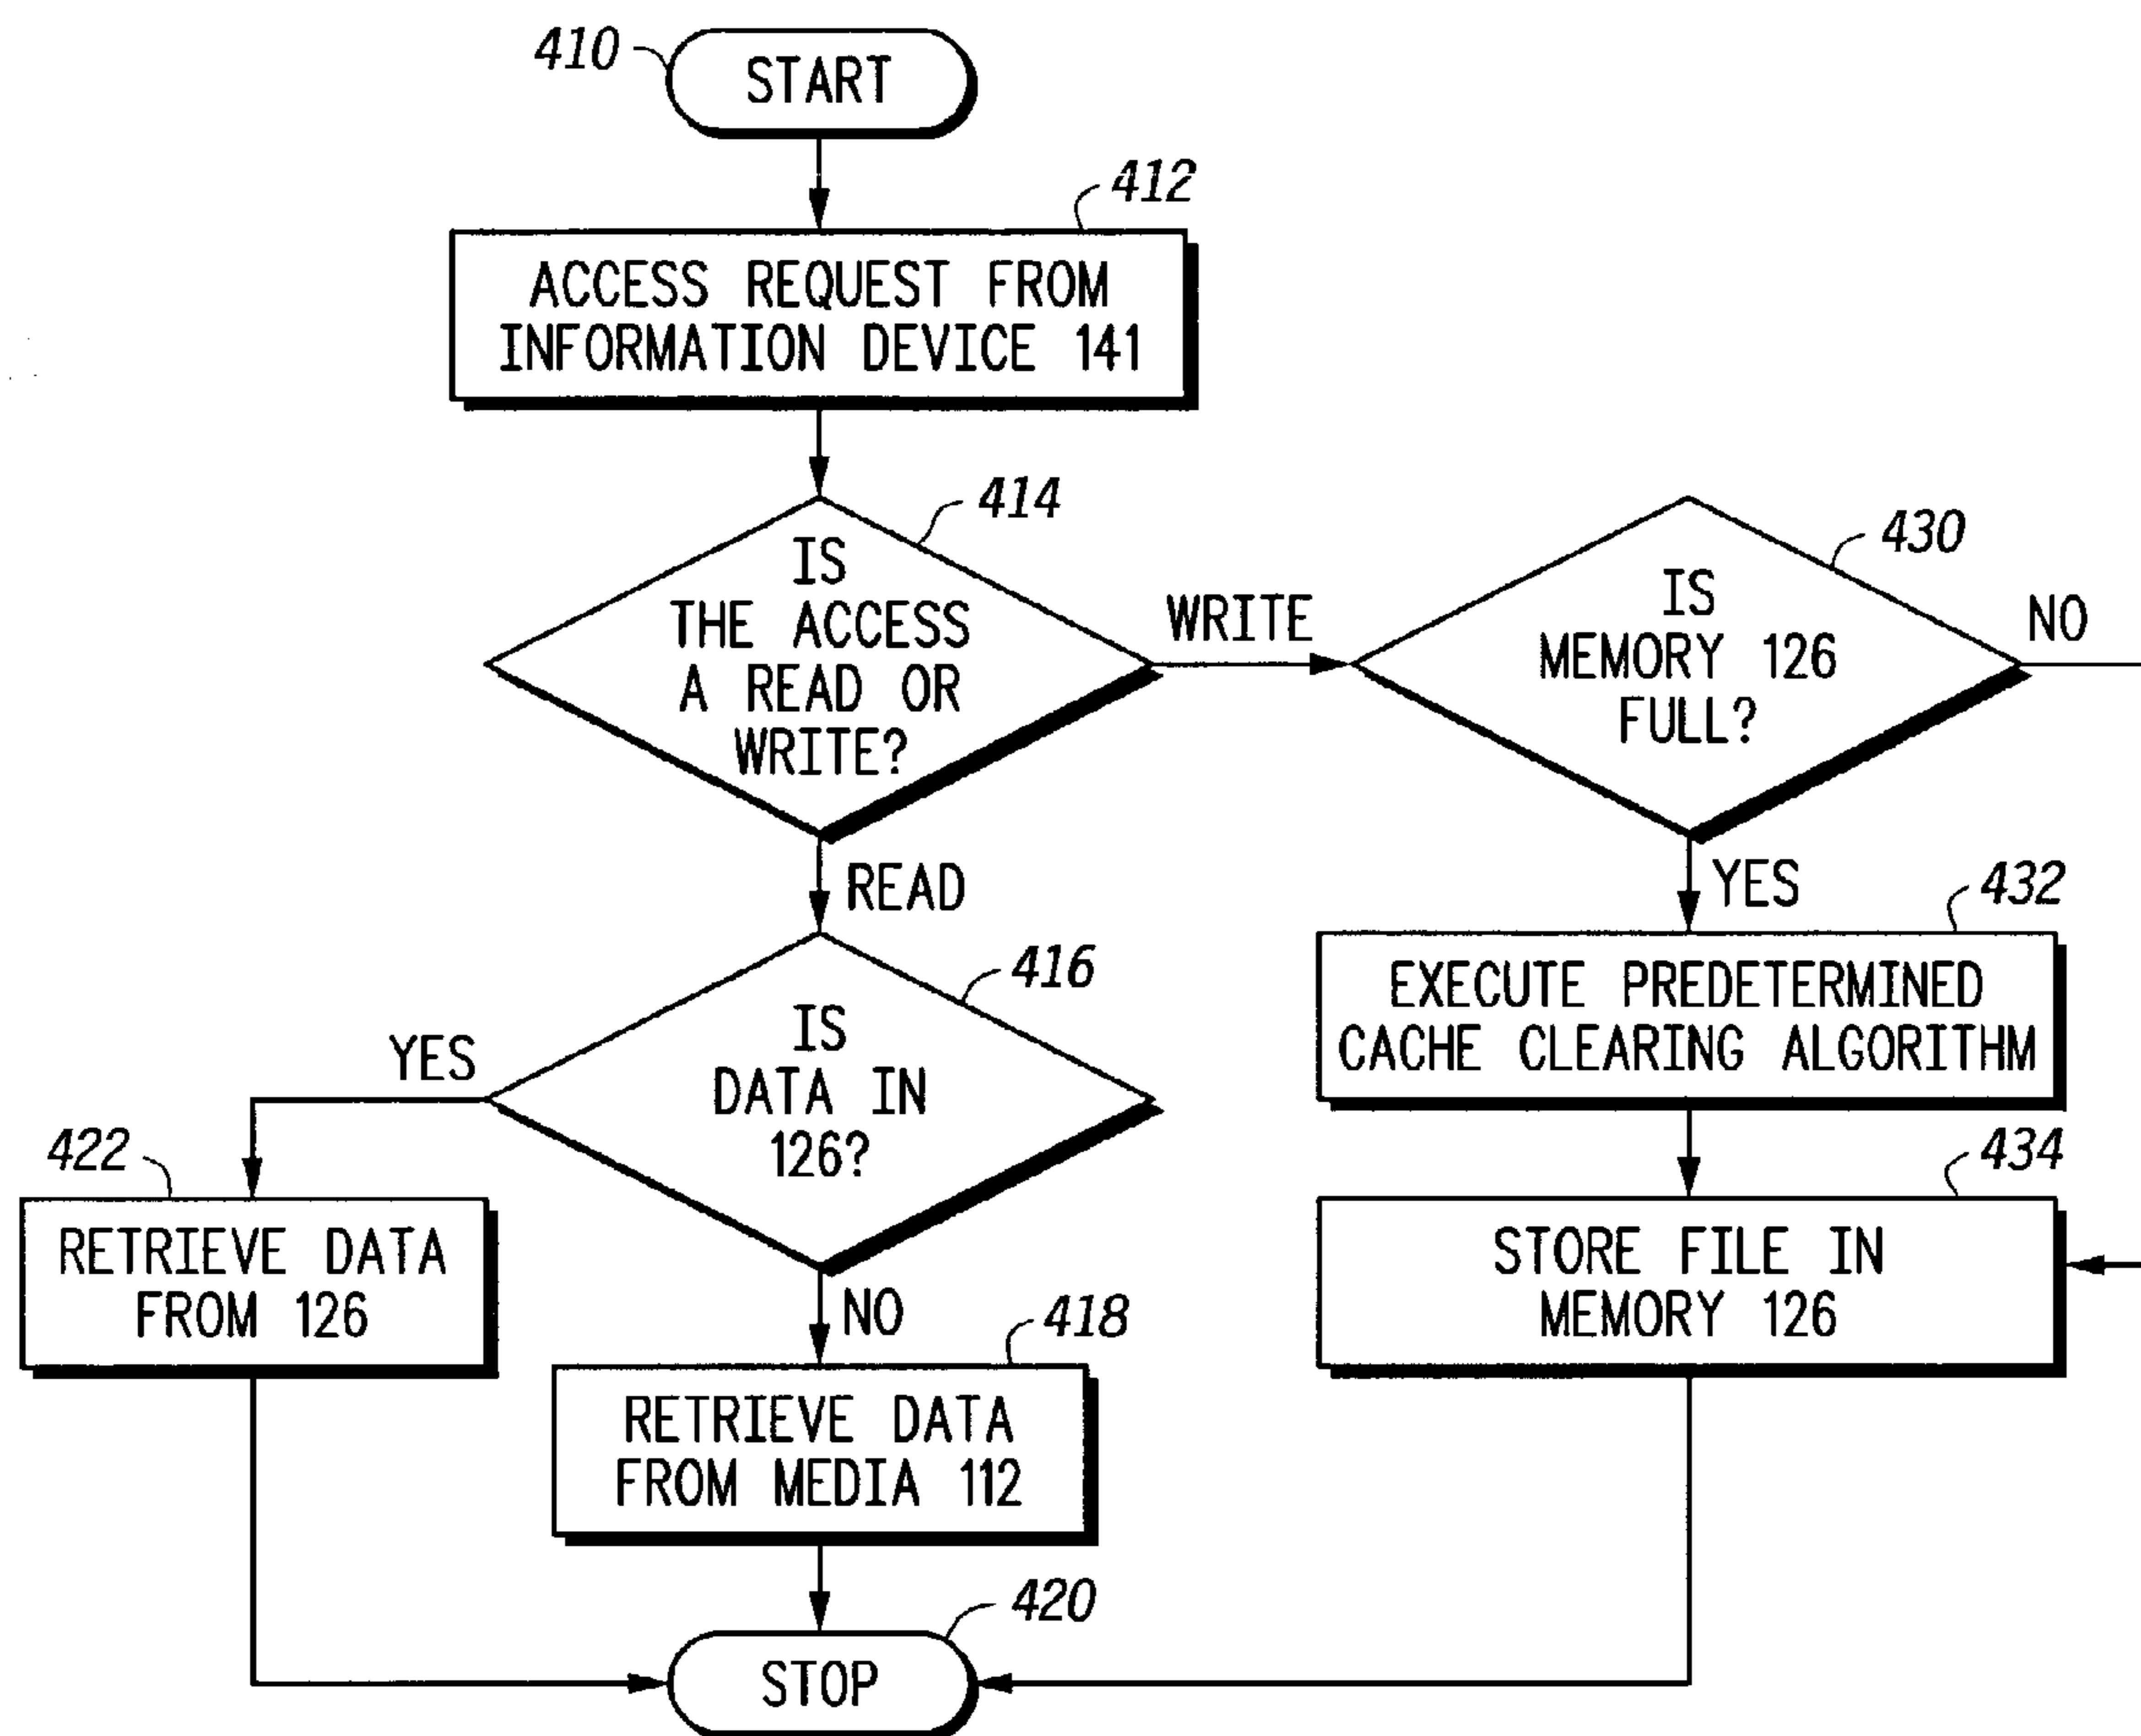 410
START
412
ACCESS REQUEST FROM
INFORMATION DEVICE 141
414
IS
THE ACCESS
A READ OR
WRITE?
WRITE
430
IS
MEMORY 126
FULL?
NO
READ
YES
432
EXECUTE PREDETERMINED
CACHE CLEARING ALGORITHM
416
IS
DATA IN
126?
YES
422
RETRIEVE DATA
FROM 126
434
STORE FILE IN
MEMORY 126
NO
418
RETRIEVE DATA
FROM MEDIA 112
420
STOP